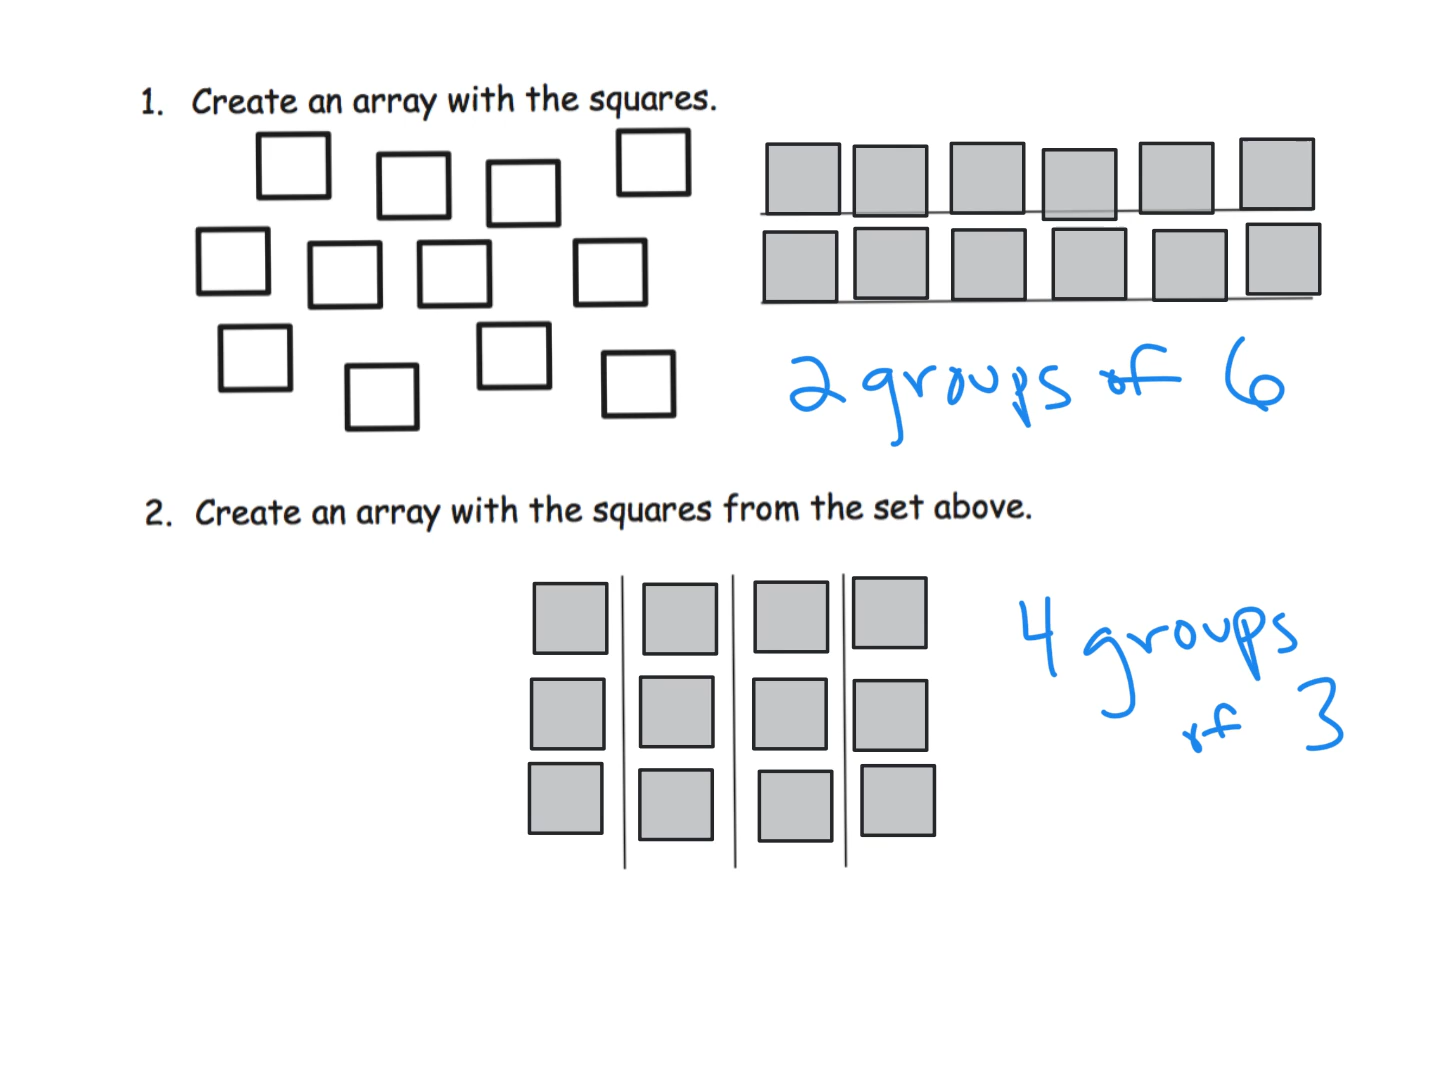 1. Create an array with the squares.
2 groups of 6
2. Create an array with the squares from the set above.
4 groups
of 3